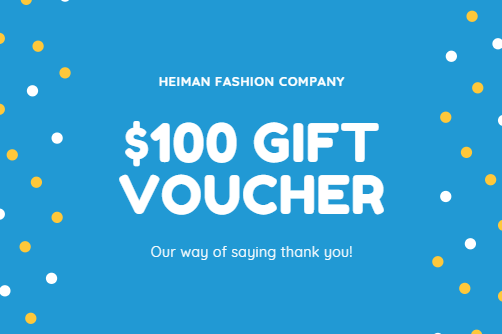 HEIMAN FASHION COMPANY
$100 GIFT
VOUCHER
Our way of saying thank you!